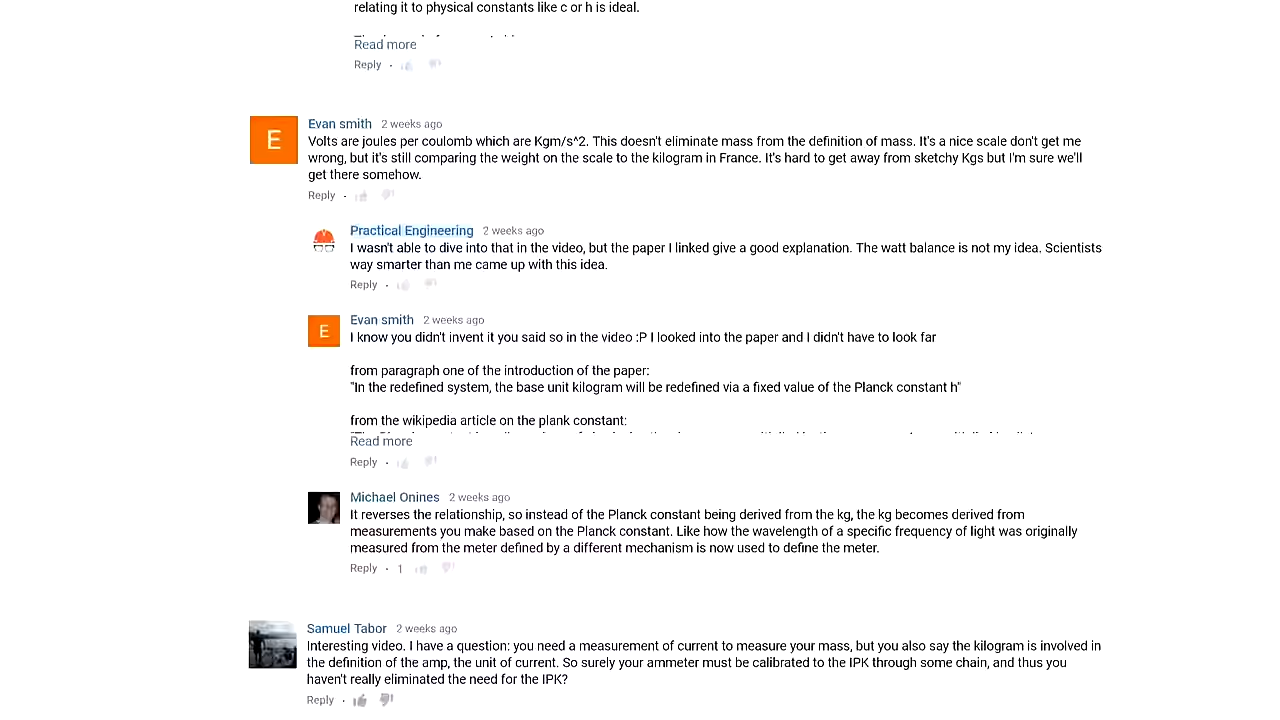 relating it to physical constants like c or h is ideal.
Read more
Reply
E
Evan smith 2 weeks ago
Volts are joules per coulomb which are Kgm/s^2. This doesn't eliminate mass from the definition of mass. It's a nice scale don't get me
wrong, but it's still comparing the weight on the scale to the kilogram in France. It's hard to get away from sketchy Kgs but I'm sure we'll
get there somehow.
Reply
Practical Engineering 2 weeks ago
I wasn't able to dive into that in the video, but the paper I linked give a good explanation. The watt balance is not my idea. Scientists
way smarter than me came up with this idea.
Reply
E
Evan smith 2 weeks ago
I know you didn't invent it you said so in the video :P I looked into the paper and I didn't have to look far
from paragraph one of the introduction of the paper:
"In the redefined system, the base unit kilogram will be redefined via a fixed value of the Planck constant h"
from the wikipedia article on the plank constant:
Read more
Reply
Michael Onines 2 weeks ago
It reverses the relationship, so instead of the Planck constant being derived from the kg, the kg becomes derived from
measurements you make based on the Planck constant. Like how the wavelength of a specific frequency of light was originally
measured from the meter defined by a different mechanism is now used to define the meter.
Reply · 1
Samuel Tabor 2 weeks ago
Interesting video. I have a question: you need a measurement of current to measure your mass, but you also say the kilogram is involved in
the definition of the amp, the unit of current. So surely your ammeter must be calibrated to the IPK through some chain, and thus you
haven't really eliminated the need for the IPK?
Reply